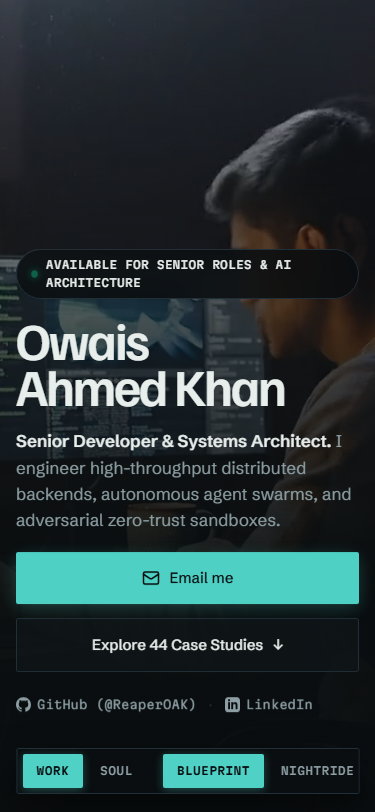 AVAILABLE FOR SENIOR ROLES & AI
ARCHITECTURE
Owais
Ahmed Khan
Senior Developer & Systems Architect. I
engineer high-throughput distributed
backends, autonomous agent swarms, and
adversarial zero-trust sandboxes.
Email me
Explore 44 Case Studies ↓
GitHub (@ReaperOAK) · LinkedIn
WORK SOUL BLUEPRINT NIGHTRIDE